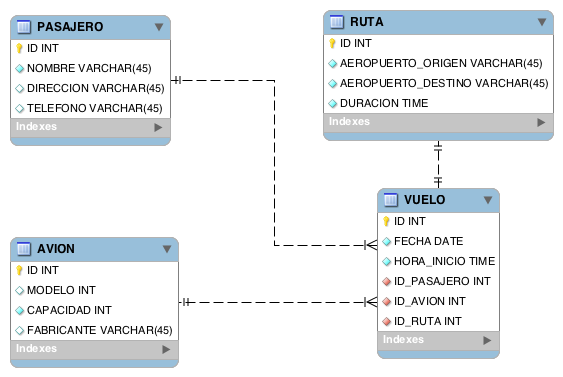 PASAJERO
ID INT
NOMBRE VARCHAR(45)
DIRECCION VARCHAR(45)
TELEFONO VARCHAR(45)
Indexes
RUTA
ID INT
AEROPUERTO_ORIGEN VARCHAR(45)
AEROPUERTO_DESTINO VARCHAR(45)
DURACION TIME
Indexes
AVION
ID INT
MODELO INT
CAPACIDAD INT
FABRICANTE VARCHAR(45)
Indexes
VUELO
ID INT
FECHA DATE
HORA_INICIO TIME
ID_PASAJERO INT
ID_AVION INT
ID_RUTA INT
Indexes